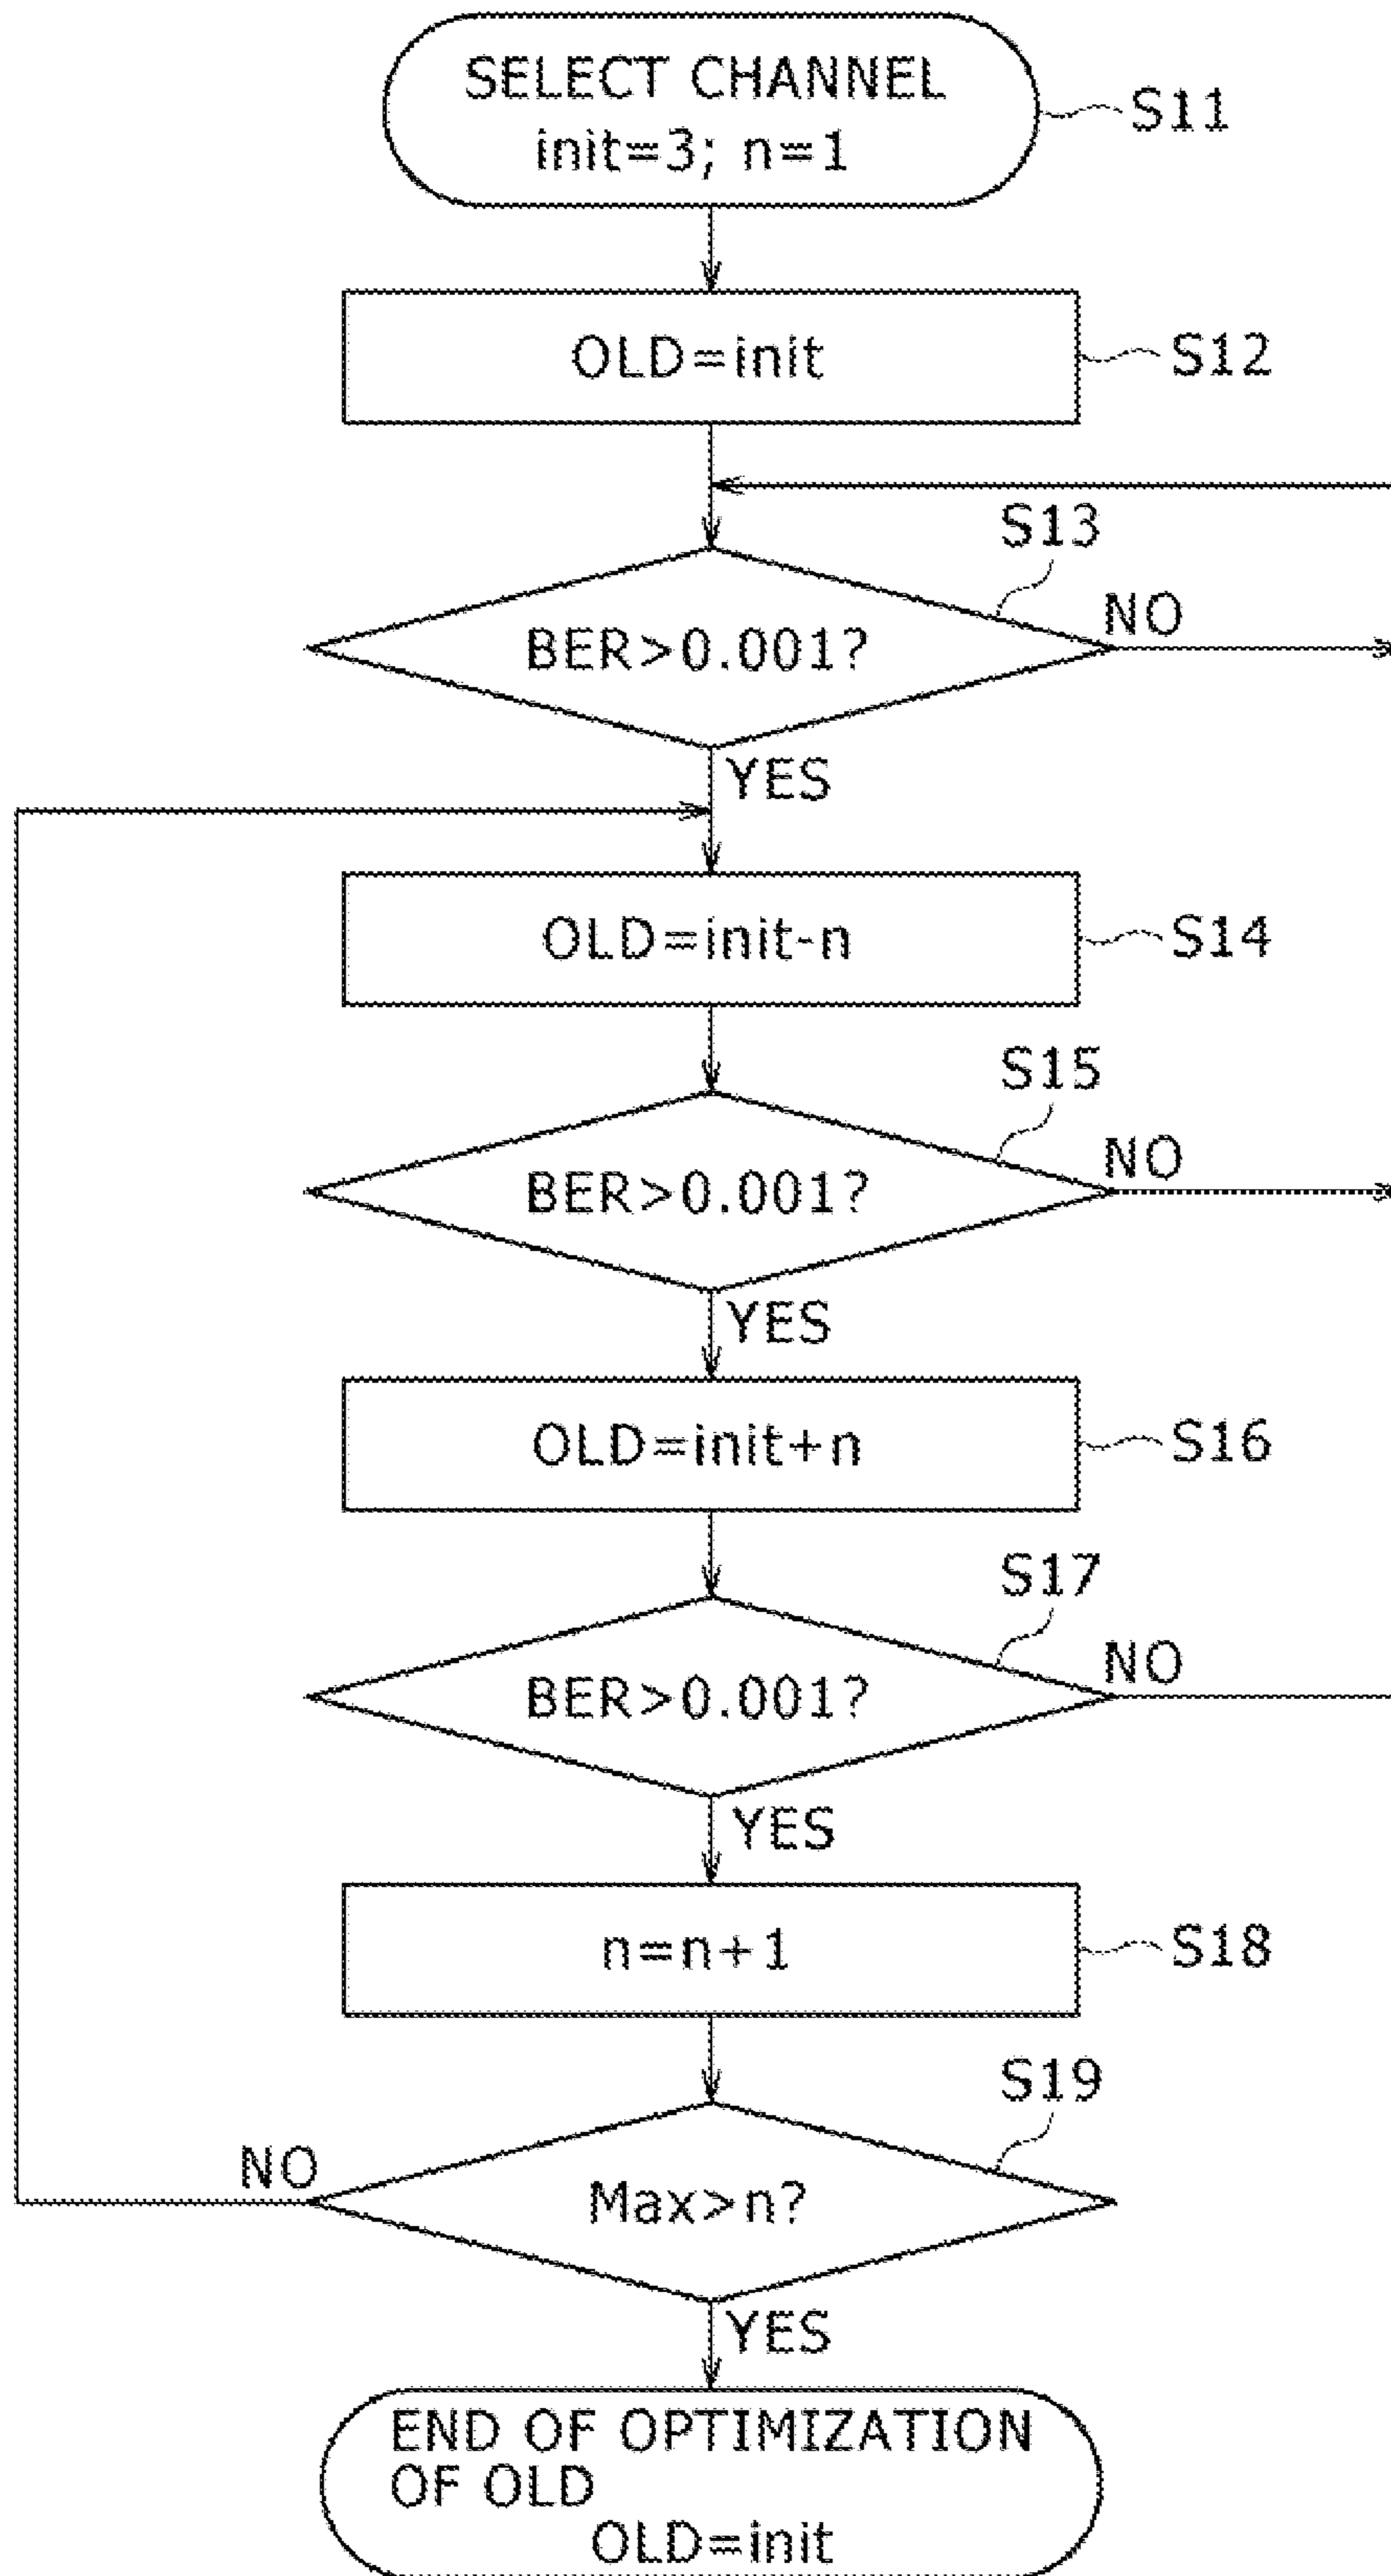 SELECT CHANNEL
init=3; n=1
S11
OLD=init
S12
S13
BER>0.001?
NO
YES
OLD=init-n
S14
S15
BER>0.001?
NO
YES
OLD=init+n
S16
S17
BER>0.001?
NO
YES
n=n+1
S18
S19
NO
Max>n?
YES
END OF OPTIMIZATION
OF OLD
OLD=init